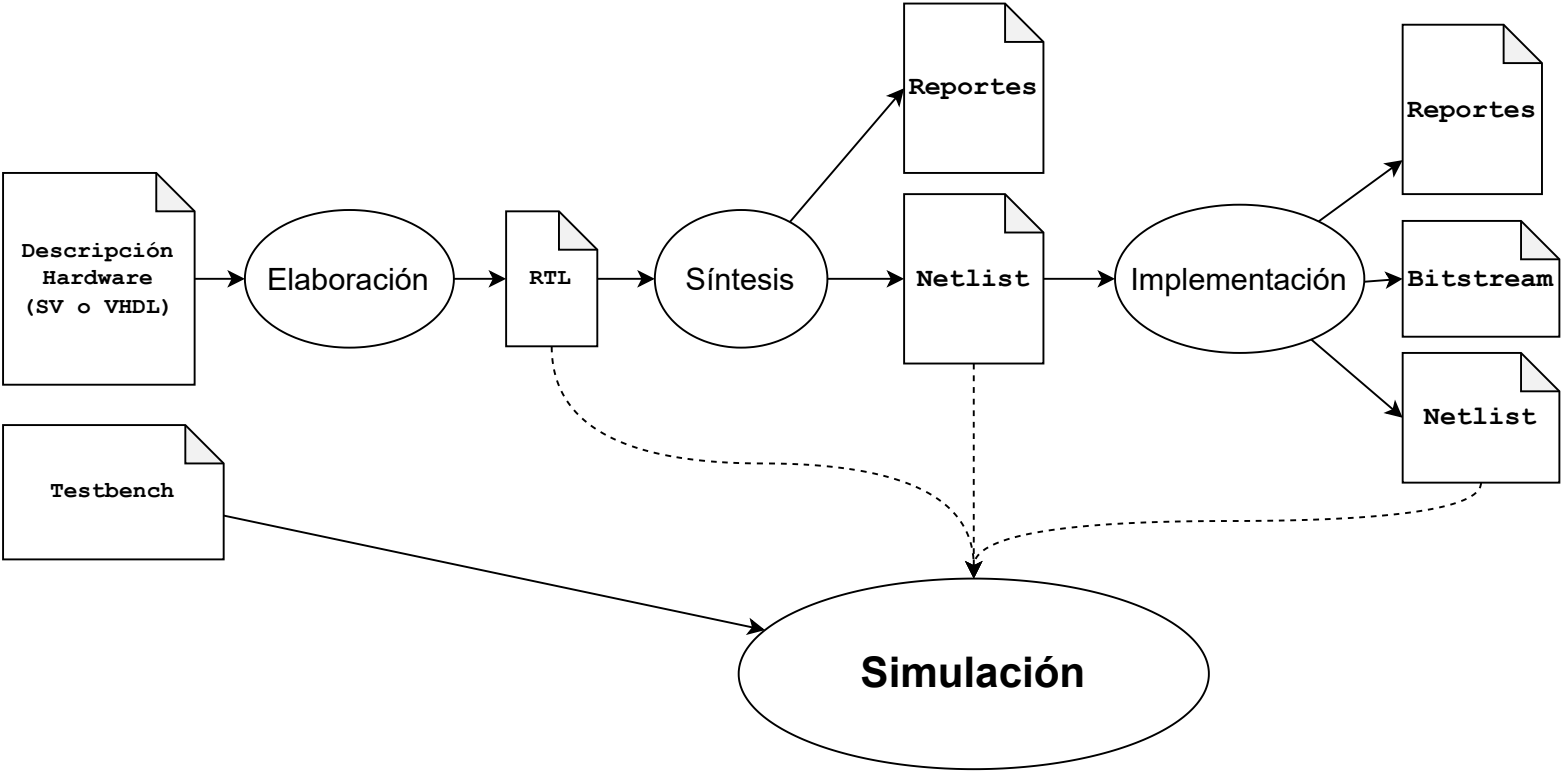 Reportes
Reportes
Descripción
Hardware
(SV o VHDL)
Elaboración
RTL
Síntesis
Netlist
Implementación
Bitstream
Netlist
Testbench
Simulación